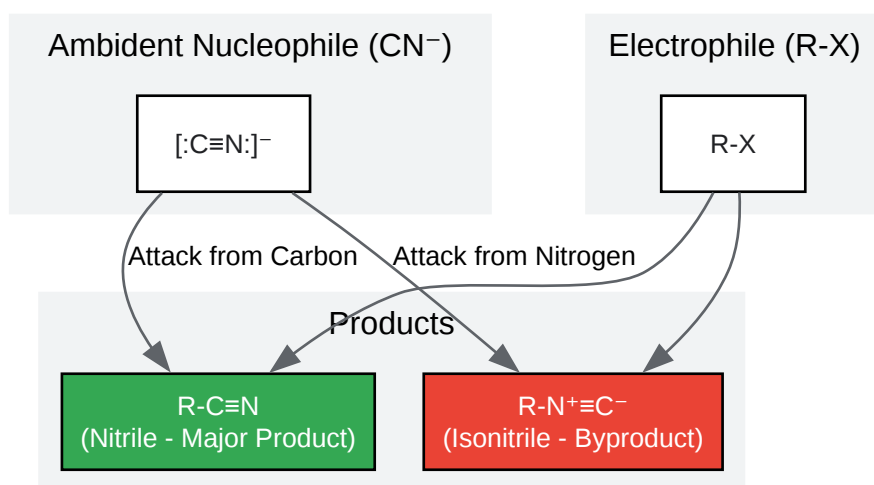 Ambident Nucleophile (CN⁻)
Electrophile (R-X)
[:C≡N:]⁻
R-X
Attack from Carbon
Attack from Nitrogen
Products
R-C≡N
(Nitrile - Major Product)
R-N⁺≡C⁻
(Isonitrile - Byproduct)